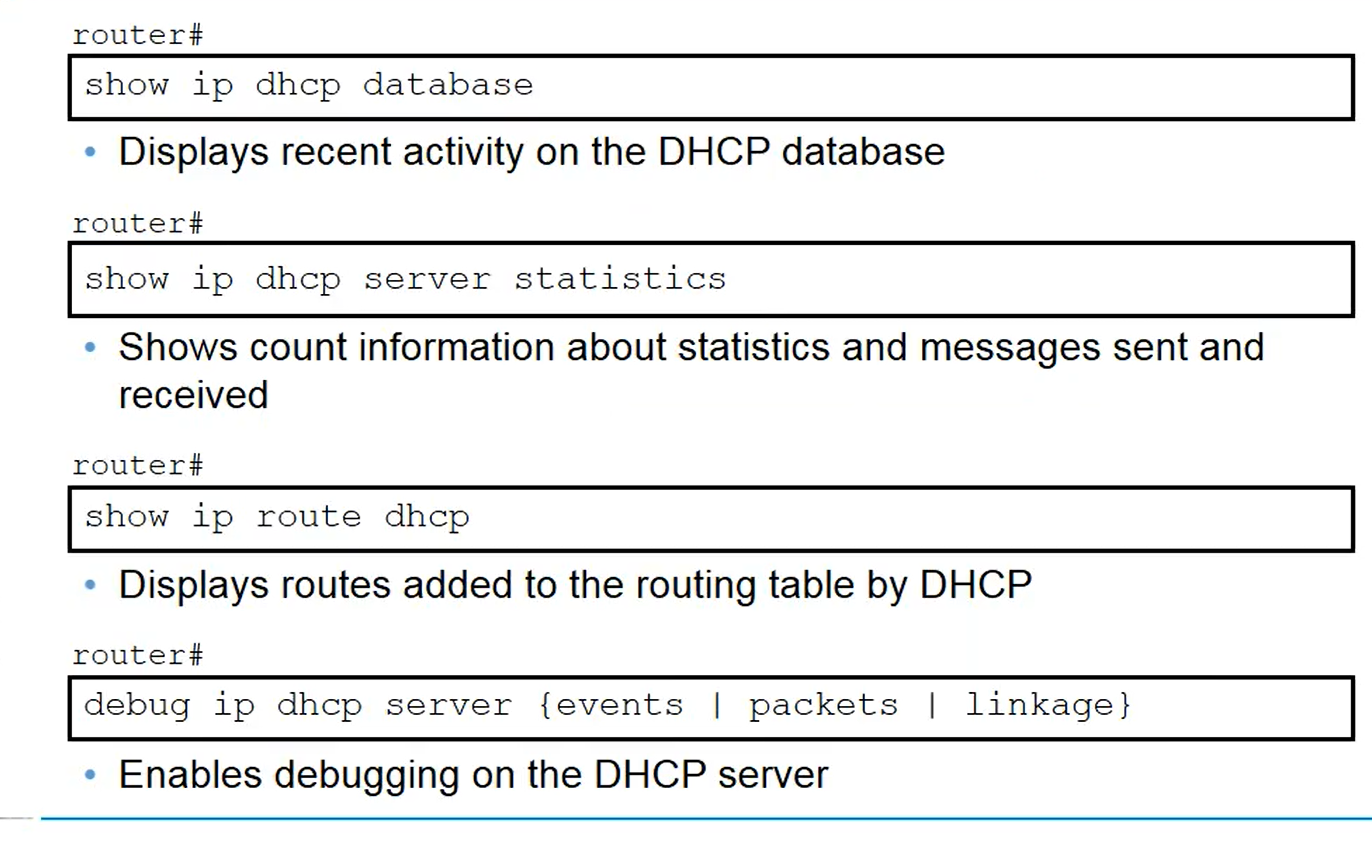 router#
show ip dhcp database
• Displays recent activity on the DHCP database
router#
show ip dhcp server statistics
• Shows count information about statistics and messages sent and
received
router#
show ip route dhcp
• Displays routes added to the routing table by DHCP
router#
debug ip dhcp server {events | packets | linkage}
• Enables debugging on the DHCP server